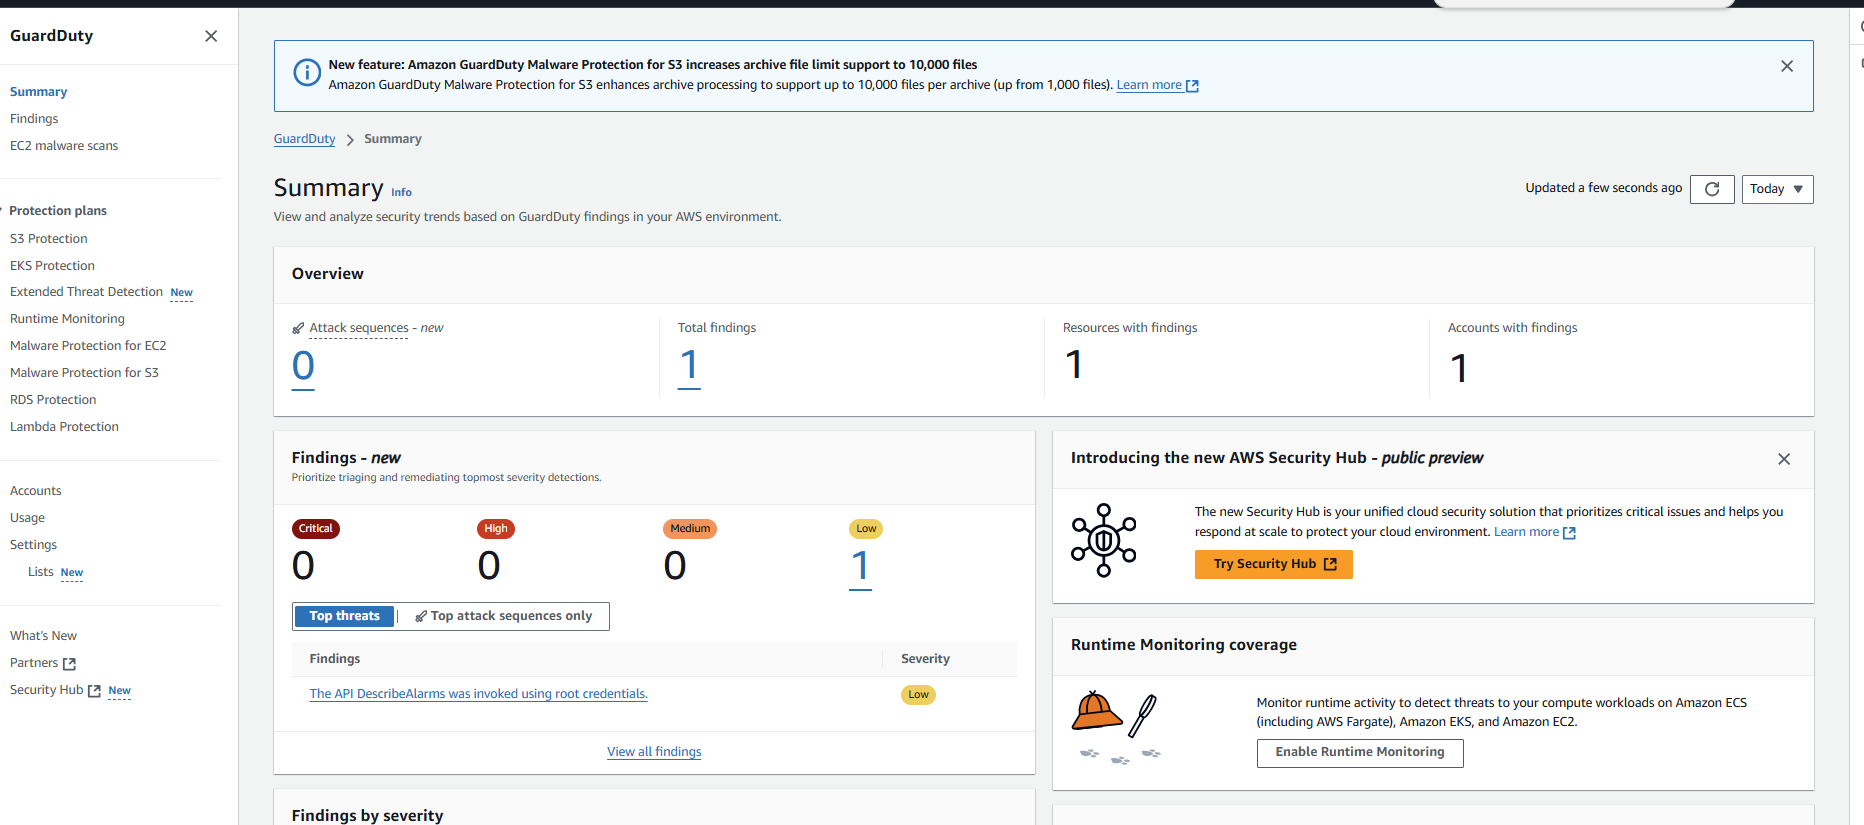 GuardDuty
Summary
Findings
EC2 malware scans
Protection plans
S3 Protection
EKS Protection
Extended Threat Detection New
Runtime Monitoring
Malware Protection for EC2
Malware Protection for S3
RDS Protection
Lambda Protection
Accounts
Usage
Settings
Lists New
What's New
Partners
Security Hub New
New feature: Amazon GuardDuty Malware Protection for S3 increases archive file limit support to 10,000 files
Amazon GuardDuty Malware Protection for S3 enhances archive processing to support up to 10,000 files per archive (up from 1,000 files). Learn more
GuardDuty > Summary
Summary Info
Updated a few seconds ago
Today
View and analyze security trends based on GuardDuty findings in your AWS environment.
Overview
Attack sequences - new
0
Total findings
1
Resources with findings
1
Accounts with findings
1
Findings - new
Prioritize triaging and remediating topmost severity detections.
Critical
0
High
0
Medium
0
Low
1
Top threats
Top attack sequences only
Findings Severity
The API DescribeAlarms was invoked using root credentials. Low
View all findings
Findings by severity
Introducing the new AWS Security Hub - public preview
The new Security Hub is your unified cloud security solution that prioritizes critical issues and helps you
respond at scale to protect your cloud environment. Learn more
Try Security Hub
Runtime Monitoring coverage
Monitor runtime activity to detect threats to your compute workloads on Amazon ECS
(including AWS Fargate), Amazon EKS, and Amazon EC2.
Enable Runtime Monitoring